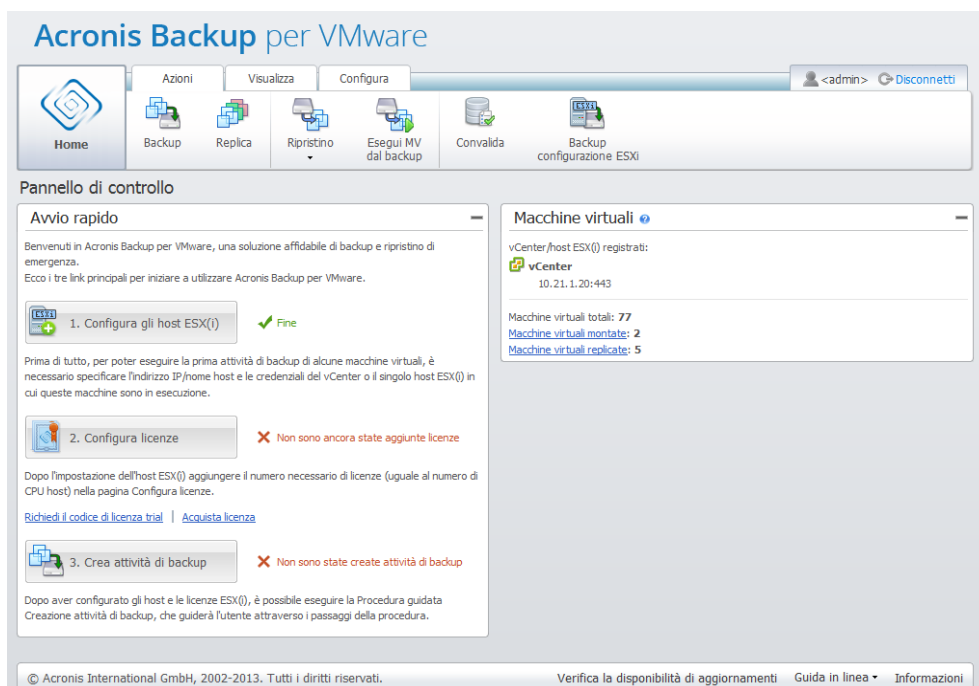 Acronis Backup per VMware
Azioni
Visualizza
Configura
<admin>
Disconnetti
Home
Backup
Replica
Ripristino
Esegui MV
dal backup
Convalida
Backup
configurazione ESXi
Pannello di controllo
Avvio rapido
Benvenuti in Acronis Backup per VMware, una soluzione affidabile di backup e ripristino di
emergenza.
Ecco i tre link principali per iniziare a utilizzare Acronis Backup per VMware.
1. Configura gli host ESX(i)
Fine
Prima di tutto, per poter eseguire la prima attività di backup di alcune macchine virtuali, è
necessario specificare l'indirizzo IP/nome host e le credenziali del vCenter o il singolo host ESX(i) in
cui queste macchine sono in esecuzione.
2. Configura licenze
Non sono ancora state aggiunte licenze
Dopo l'impostazione dell'host ESX(i) aggiungere il numero necessario di licenze (uguale al numero di
CPU host) nella pagina Configura licenze.
Richiedi il codice di licenza trial | Acquista licenza
3. Crea attività di backup
Non sono state create attività di backup
Dopo aver configurato gli host e le licenze ESX(i), è possibile eseguire la Procedura guidata
Creazione attività di backup, che guiderà l'utente attraverso i passaggi della procedura.
Macchine virtuali
vCenter/host ESX(i) registrati:
vCenter
10.21.1.20:443
Macchine virtuali totali: 77
Macchine virtuali montate: 2
Macchine virtuali replicate: 5
© Acronis International GmbH, 2002-2013. Tutti i diritti riservati.
Verifica la disponibilità di aggiornamenti
Guida in linea
Informazioni